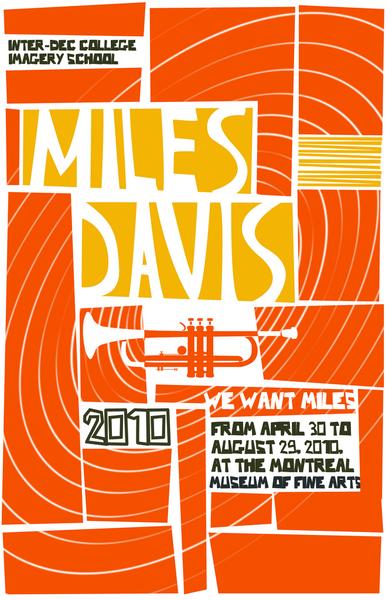 INTER-DEC COLLEGE
IMAGERY SCHOOL
MILES
DAVIS
WE WANT MILES
2010
FROM APRIL 30 TO
AUGUST 29, 2010,
AT THE MONTREAL
MUSEUM OF FINE ARTS